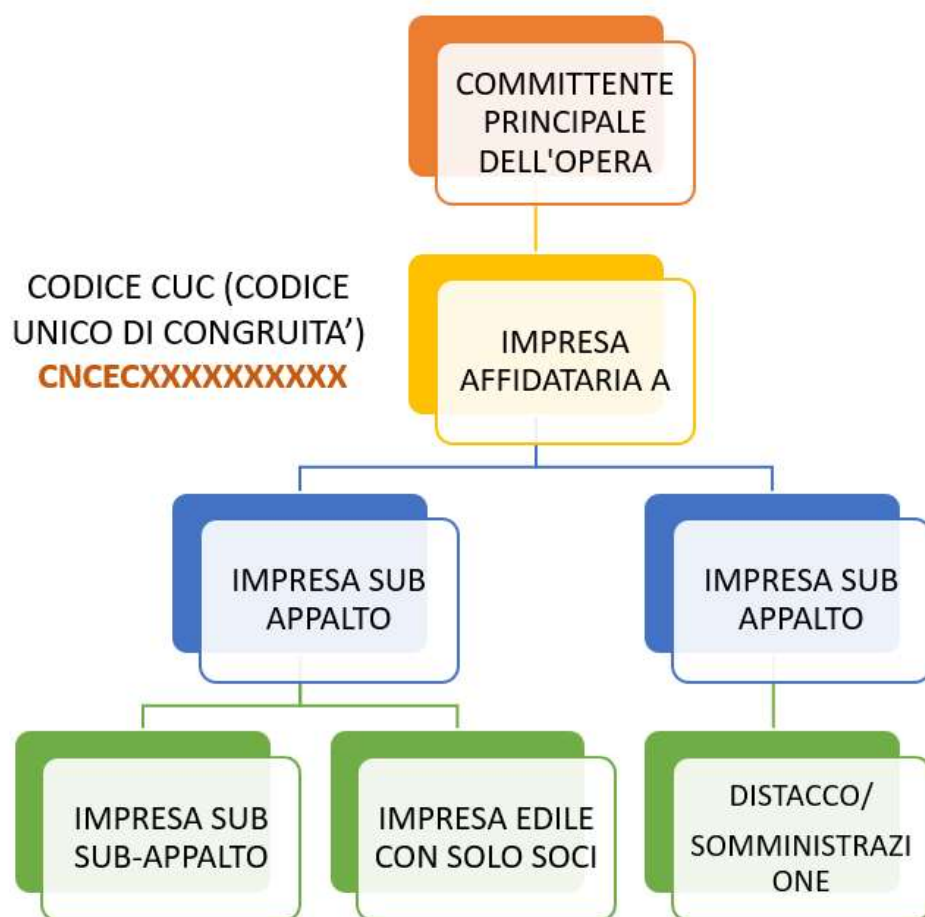 COMMITTENTE
PRINCIPALE
DELL'OPERA
CODICE CUC (CODICE
UNICO DI CONGRUITA’)
CNCECXXXXXXXXXX
IMPRESA
AFFIDATARIA A
IMPRESA SUB
APPALTO
IMPRESA SUB
APPALTO
IMPRESA SUB
SUB-APPALTO
IMPRESA EDILE
CON SOLO SOCI
DISTACCO/
SOMMINISTRAZI
ONE